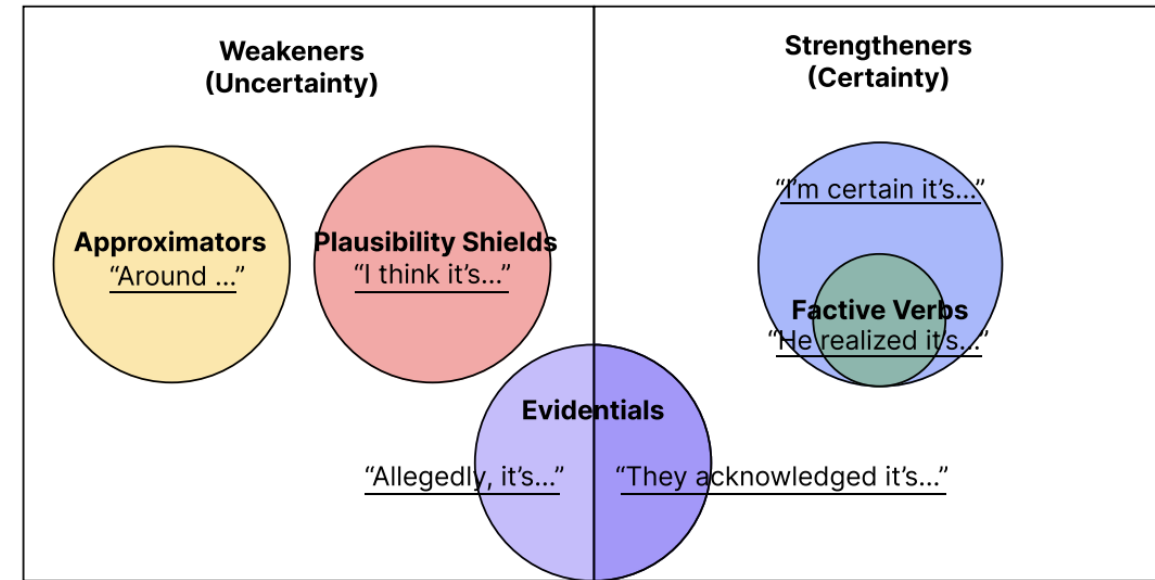 Weakeners
(Uncertainty)
Strengtheners
(Certainty)
Approximators
“Around ...”
Plausibility Shields
“I think it’s...”
“I’m certain it’s...”
Factive Verbs
“He realized it’s...”
Evidentials
“Allegedly, it’s...”
“They acknowledged it’s...”